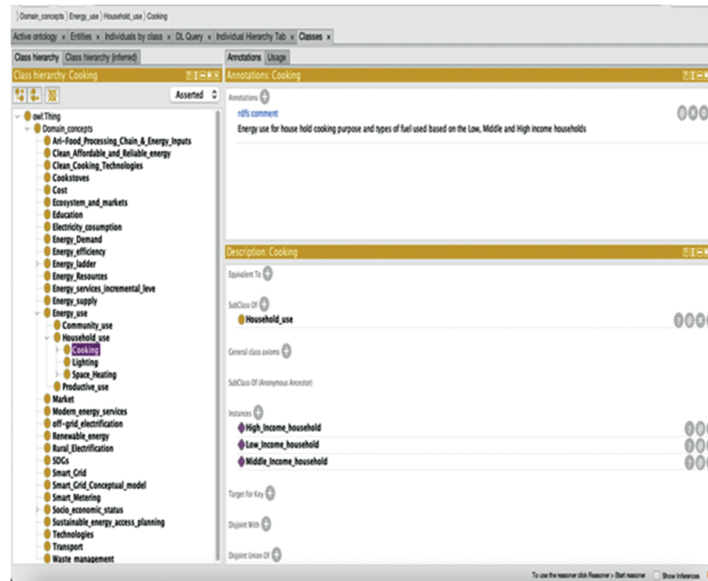 Domain_concepts Energy_use Household_use Cooking
Active ontology x Entities x Individuals by class x DL Query x Individual Hierarchy Tab x Classes x
Class hierarchy Class hierarchy (inferred)
Annotations Usage
Class hierarchy: Cooking
Annotations: Cooking
Asserted
Annotations
rdfs:comment
Energy use for house hold cooking purpose and types of fuel used based on the Low, Middle and High income households
owl:Thing
Domain_concepts
Ari-Food_Processing_Chain_&_Energy_Inputs
Clean_Affordable_and_Reliable_energy
Clean_Cooking_Technologies
Cookstoves
Cost
Ecosystem_and_markets
Education
Electricity_cosumption
Energy_Demand
Energy_efficiency
Energy_ladder
Energy_Resources
Energy_services_incremental_leve
Energy_supply
Energy_use
Community_use
Household_use
Cooking
Lighting
Space_Heating
Productive_use
Market
Modern_energy_services
off-grid_electrification
Renewable_energy
Rural_Electrification
SDGs
Smart_Grid
Smart_Grid_Conceptual_model
Smart_Metering
Socio_economic_status
Sustainable_energy_access_planning
Technologies
Transport
Waste_management
Description: Cooking
Equivalent To
SubClass Of
Household_use
General class axioms
SubClass Of (Anonymous Ancestor)
Instances
High_Income_household
Low_Income_household
Middle_Income_household
Target for Key
Disjoint With
Disjoint Union Of
To use the reasoner click Reasoner > Start reasoner Show Inferences